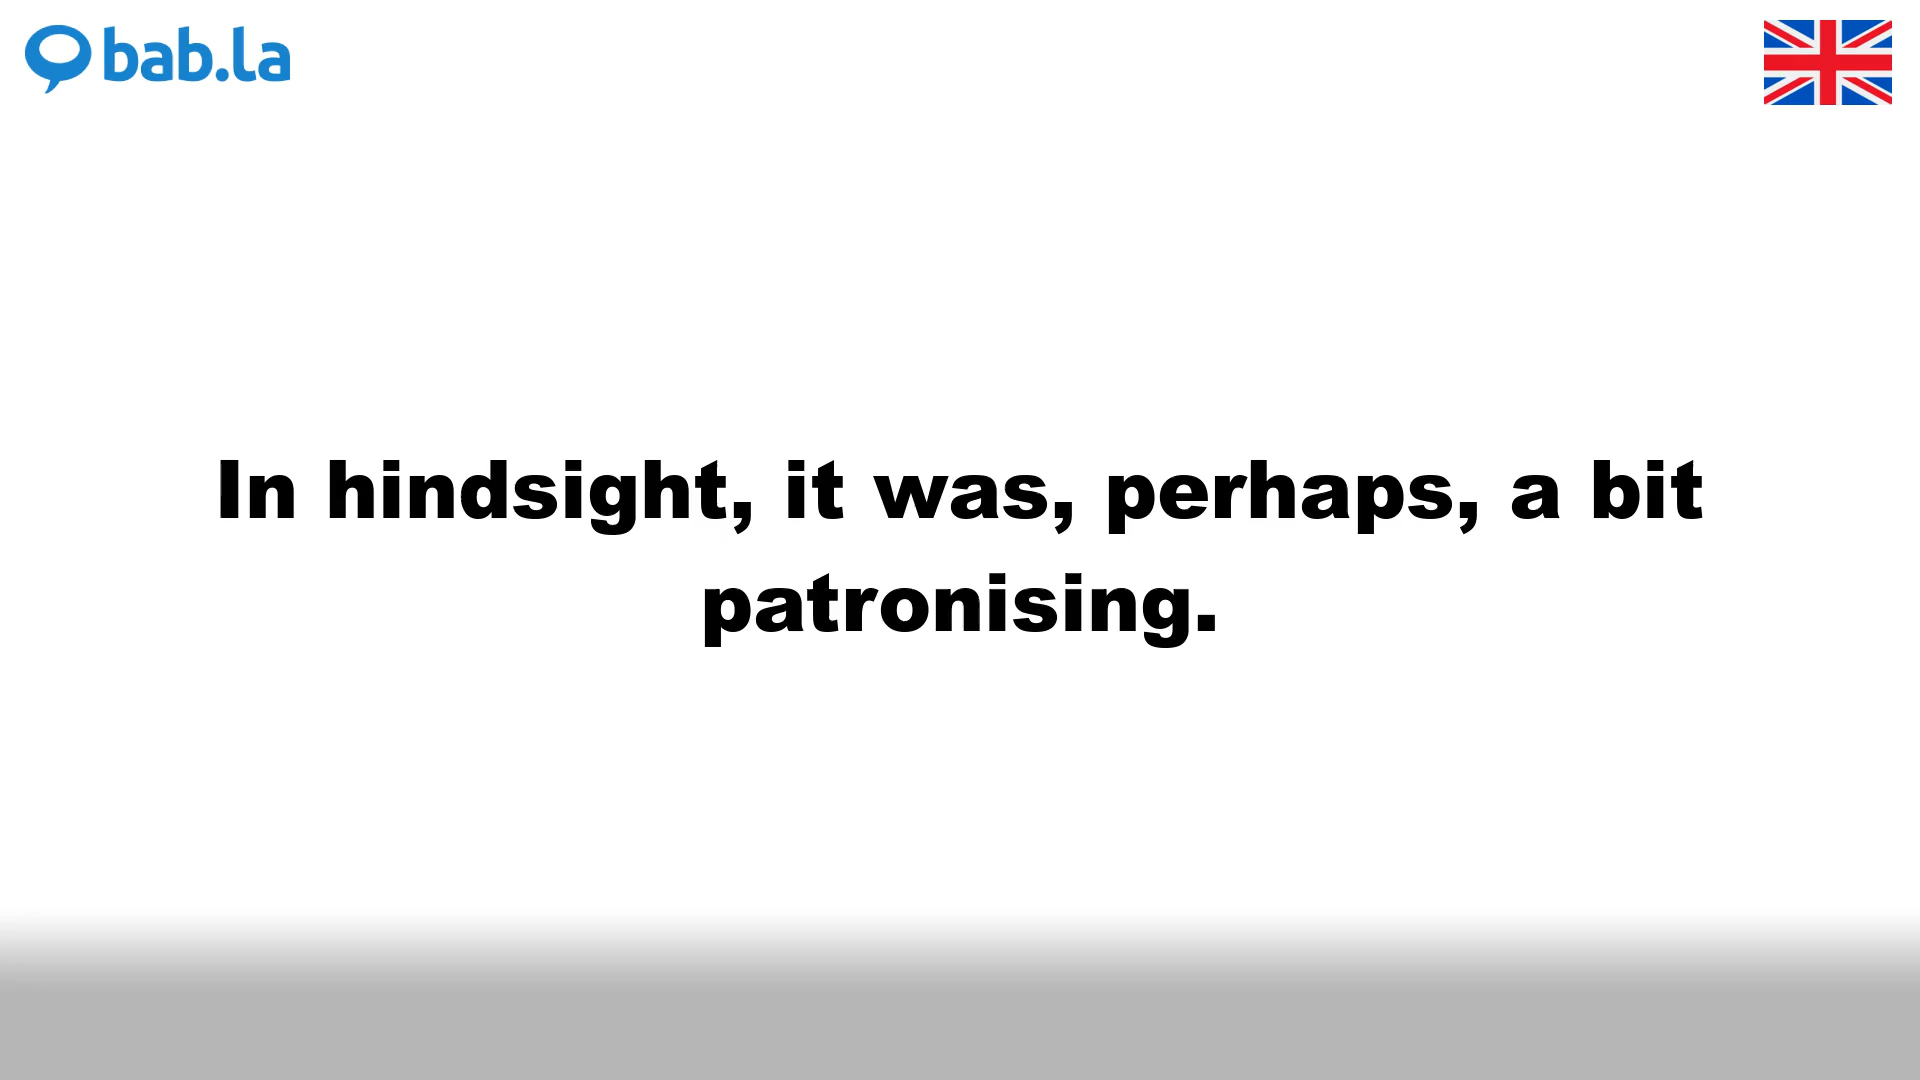 bab.la
In hindsight, it was, perhaps, a bit
patronising.